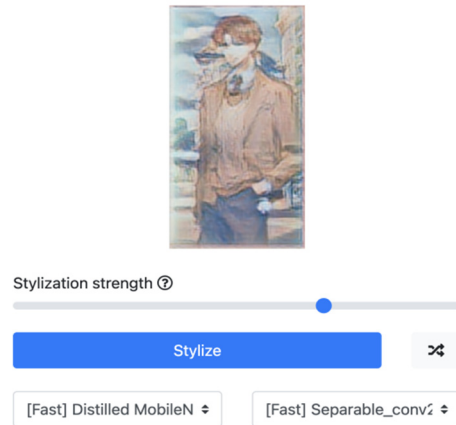 Stylization strength
Stylize
[Fast] Distilled MobileN
[Fast] Separable_conv2